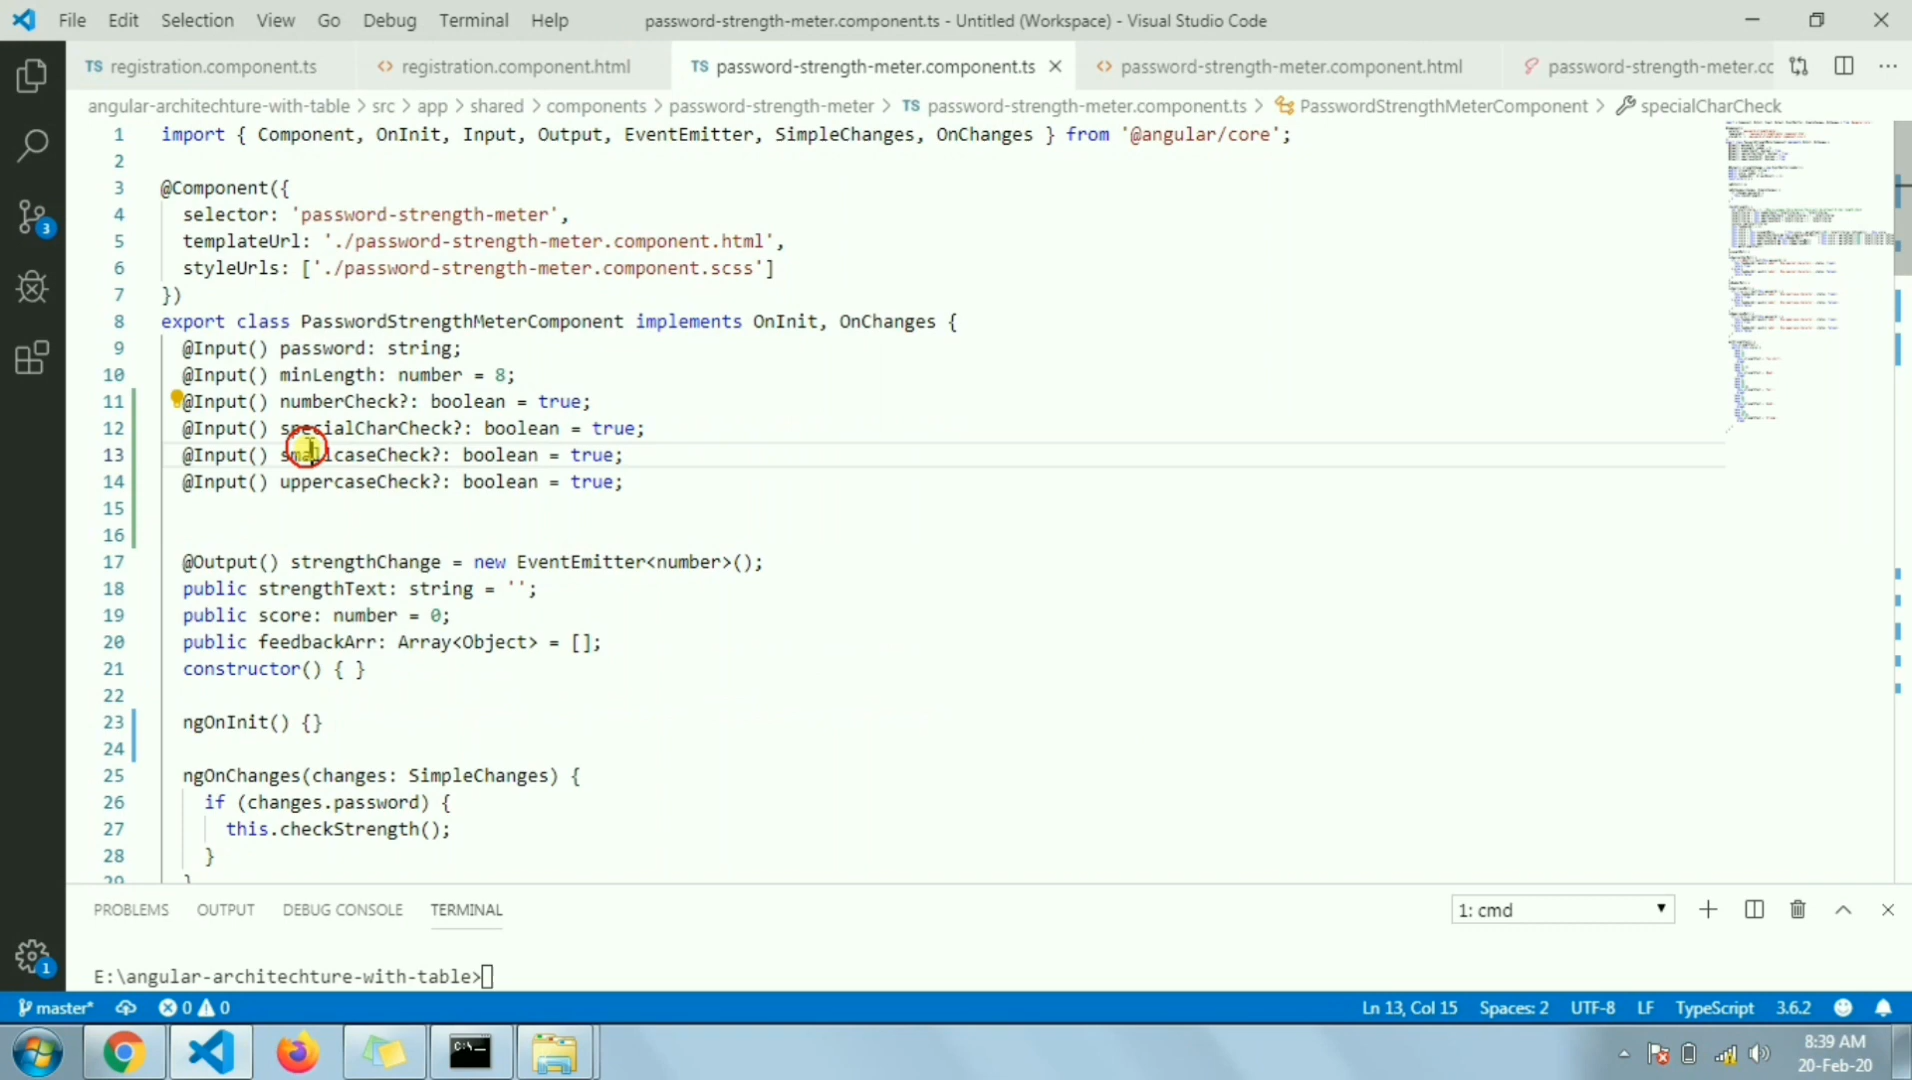 File Edit Selection View Go Debug Terminal Help password-strength-meter.component.ts - Untitled (Workspace) - Visual Studio Code
TS registration.component.ts <> registration.component.html TS password-strength-meter.component.ts <> password-strength-meter.component.html password-strength-meter.cc
angular-architechture-with-table > src > app > shared > components > password-strength-meter > TS password-strength-meter.component.ts > PasswordStrengthMeterComponent > specialCharCheck
1 import { Component, OnInit, Input, Output, EventEmitter, SimpleChanges, OnChanges } from '@angular/core';
2
3 @Component({
4 selector: 'password-strength-meter',
5 templateUrl: './password-strength-meter.component.html',
6 styleUrls: ['./password-strength-meter.component.scss']
7 })
8 export class PasswordStrengthMeterComponent implements OnInit, OnChanges {
9 @Input() password: string;
10 @Input() minLength: number = 8;
11 @Input() numberCheck?: boolean = true;
12 @Input() specialCharCheck?: boolean = true;
13 @Input() smallcaseCheck?: boolean = true;
14 @Input() uppercaseCheck?: boolean = true;
15
16
17 @Output() strengthChange = new EventEmitter<number>();
18 public strengthText: string = '';
19 public score: number = 0;
20 public feedbackArr: Array<Object> = [];
21 constructor() { }
22
23 ngOnInit() {}
24
25 ngOnChanges(changes: SimpleChanges) {
26 if (changes.password) {
27 this.checkStrength();
28 }
29 }
3
1
PROBLEMS OUTPUT DEBUG CONSOLE TERMINAL 1: cmd
E:\angular-architechture-with-table>
master* 0 0 Ln 13, Col 15 Spaces: 2 UTF-8 LF TypeScript 3.6.2
8:39 AM
20-Feb-20